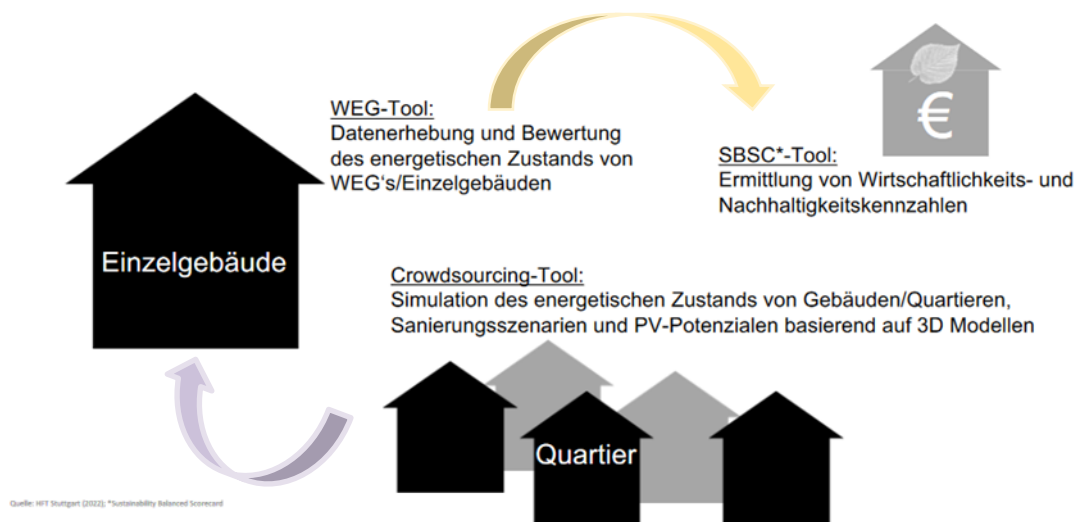 WEG-Tool:
Datenerhebung und Bewertung
des energetischen Zustands von
WEG's/Einzelgebäuden
€
SBSC*-Tool:
Ermittlung von Wirtschaftlichkeits- und
Nachhaltigkeitskennzahlen
Einzelgebäude
Crowdsourcing-Tool:
Simulation des energetischen Zustands von Gebäuden/Quartieren,
Sanierungsszenarien und PV-Potenzialen basierend auf 3D Modellen
Quartier
Quelle: HFT Stuttgart (2022); *Sustainability Balanced Scorecard